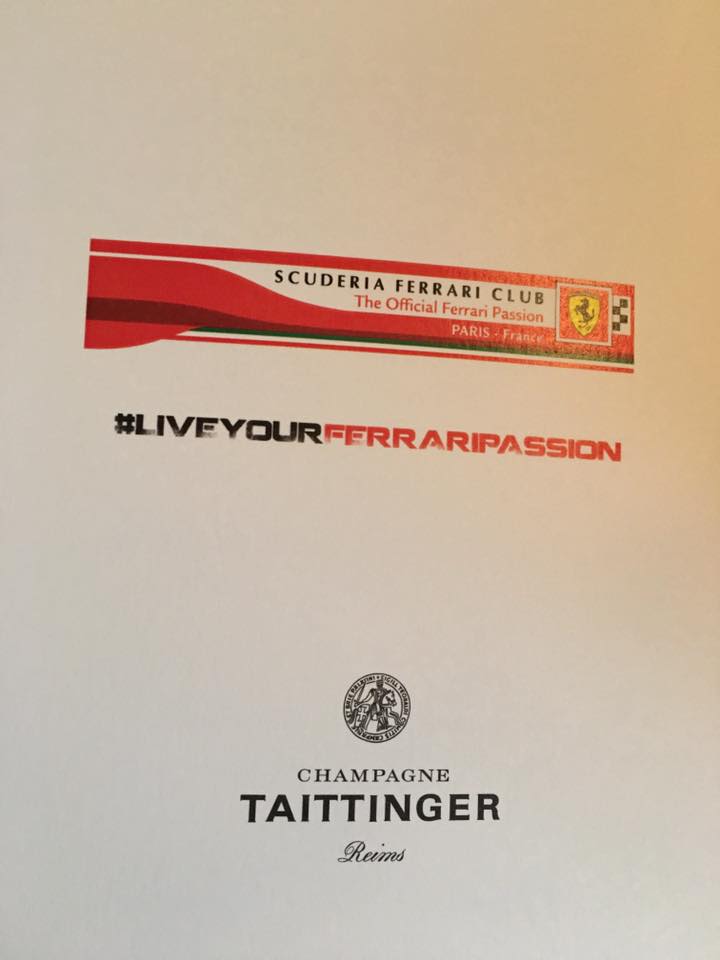 SCUDERIA FERRARI CLUB
The Official Ferrari Passion
PARIS - France
#LIVEYOURFERRARIPASSION
CHAMPAGNE
TAITTINGER
Reims